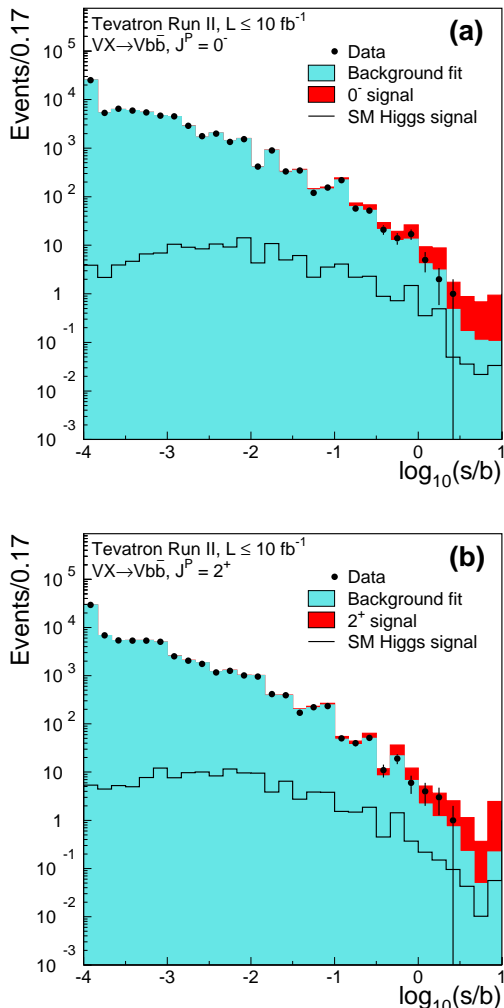 Tevatron Run II, L ≤ 10 fb⁻¹
VX→Vbb̄, Jᴾ = 0⁻
(a)
Data
Background fit
0⁻ signal
SM Higgs signal
Events/0.17
10⁵
10⁴
10³
10²
10
1
10⁻¹
10⁻²
10⁻³
-4 -3 -2 -1 0 1
log₁₀(s/b)
Tevatron Run II, L ≤ 10 fb⁻¹
VX→Vbb̄, Jᴾ = 2⁺
(b)
Data
Background fit
2⁺ signal
SM Higgs signal
Events/0.17
10⁵
10⁴
10³
10²
10
1
10⁻¹
10⁻²
10⁻³
-4 -3 -2 -1 0 1
log₁₀(s/b)